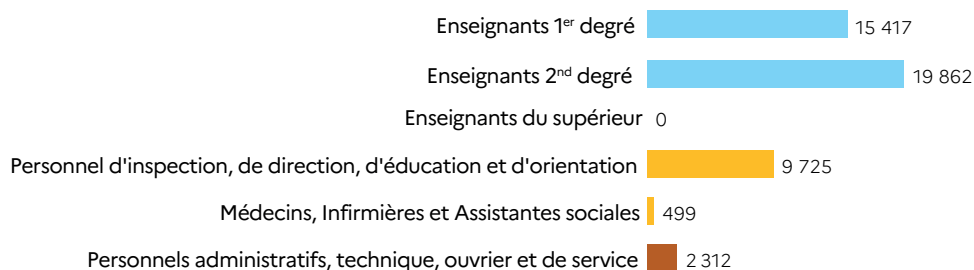 Enseignants 1er degré 15 417
Enseignants 2nd degré 19 862
Enseignants du supérieur 0
Personnel d'inspection, de direction, d'éducation et d'orientation 9 725
Médecins, Infirmières et Assistantes sociales 499
Personnels administratifs, technique, ouvrier et de service 2 312